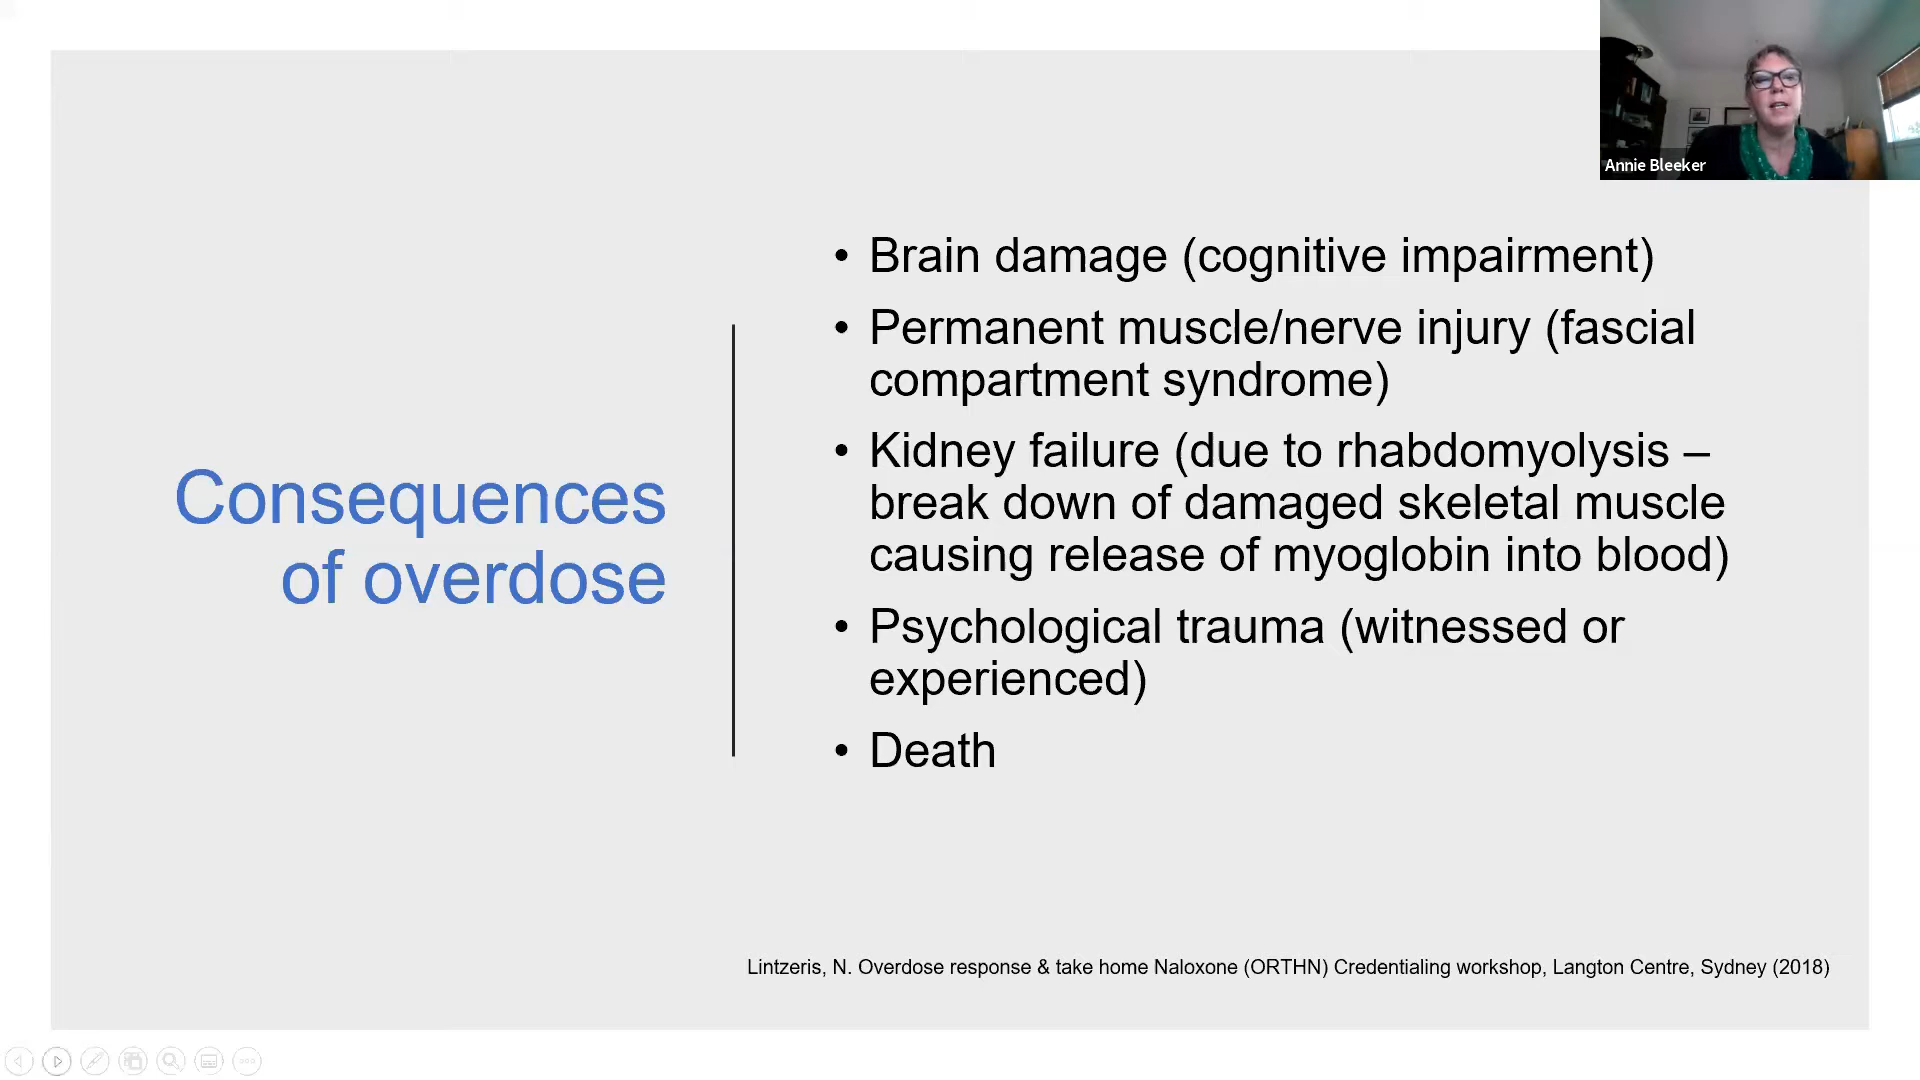 Annie Bleeker
Consequences
of overdose
• Brain damage (cognitive impairment)
• Permanent muscle/nerve injury (fascial
compartment syndrome)
• Kidney failure (due to rhabdomyolysis –
break down of damaged skeletal muscle
causing release of myoglobin into blood)
• Psychological trauma (witnessed or
experienced)
• Death
Lintzeris, N. Overdose response & take home Naloxone (ORTHN) Credentialing workshop, Langton Centre, Sydney (2018)